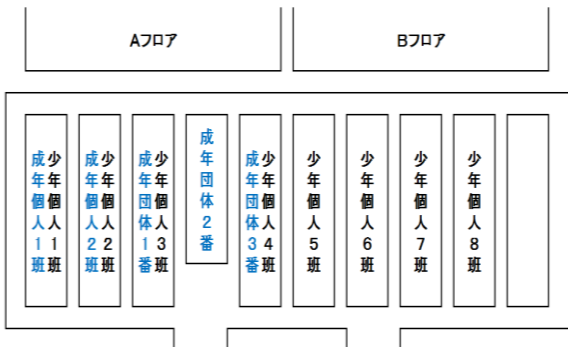 Aフロア
Bフロア
成年個人1班
少年個人1班
成年個人2班
少年個人2班
成年団体1番
少年個人3班
成年団体2番
成年団体3番
少年個人4班
少年個人5班
少年個人6班
少年個人7班
少年個人8班